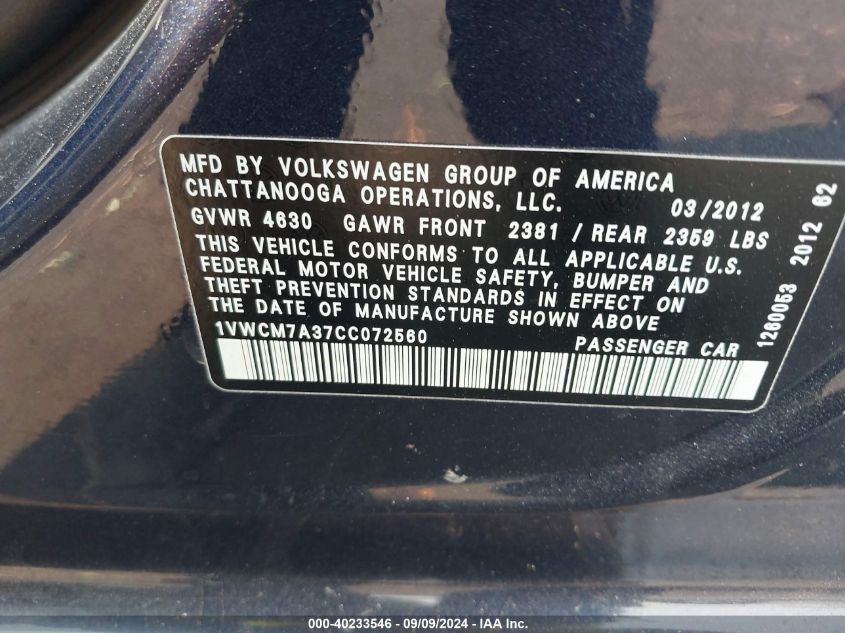 MFD BY VOLKSWAGEN GROUP OF AMERICA
CHATTANOOGA OPERATIONS, LLC. 03/2012
GVWR 4630 GAWR FRONT 2381 / REAR 2359 LBS
THIS VEHICLE CONFORMS TO ALL APPLICABLE U.S.
FEDERAL MOTOR VEHICLE SAFETY, BUMPER AND
THEFT PREVENTION STANDARDS IN EFFECT ON
THE DATE OF MANUFACTURE SHOWN ABOVE
1VWCM7A37CC072560 PASSENGER CAR
1260053 2012 62
000-40233546 - 09/09/2024 - IAA Inc.